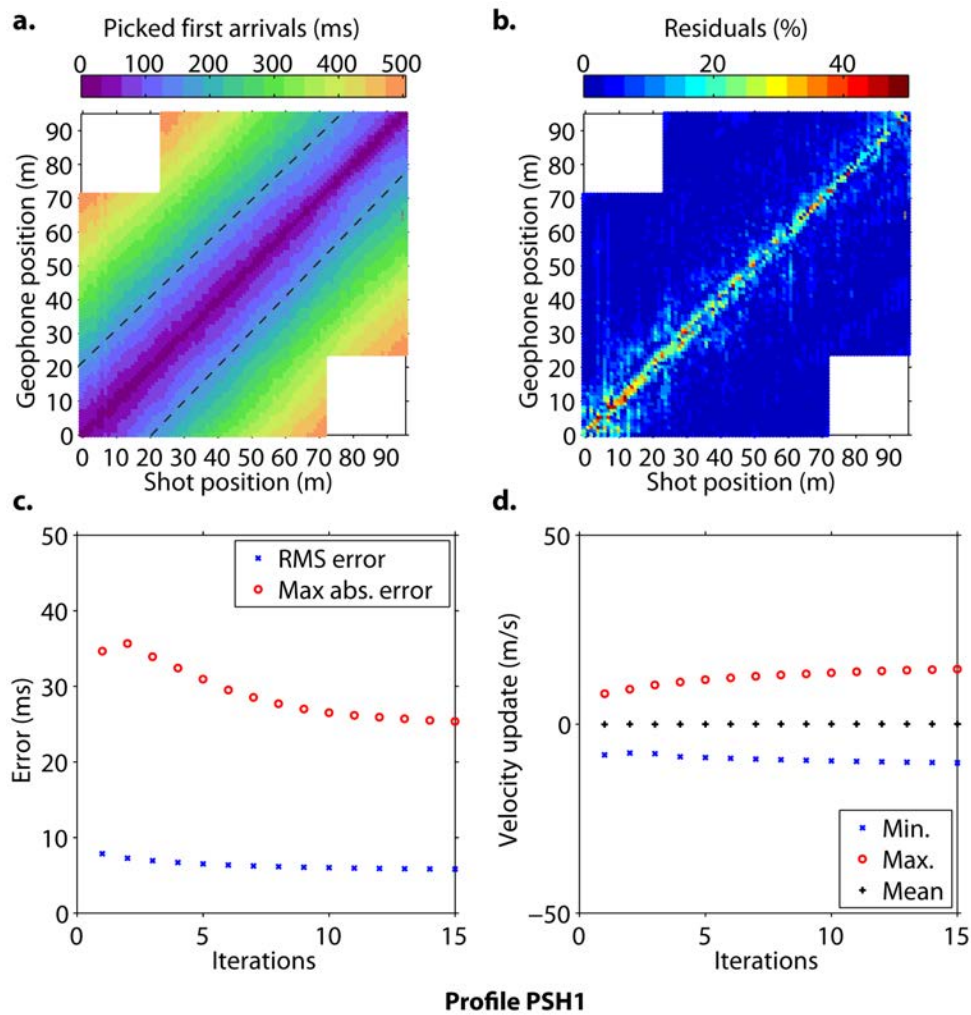 a.
Picked first arrivals (ms)
0 100 200 300 400 500
Geophone position (m)
90
80
70
60
50
40
30
20
10
0
0 10 20 30 40 50 60 70 80 90
Shot position (m)
b.
Residuals (%)
0 20 40
Geophone position (m)
90
80
70
60
50
40
30
20
10
0
0 10 20 30 40 50 60 70 80 90
Shot position (m)
c.
Error (ms)
50
40
30
20
10
0
RMS error
Max abs. error
0 5 10 15
Iterations
d.
Velocity update (m/s)
50
0
−50
Min.
Max.
Mean
0 5 10 15
Iterations
Profile PSH1